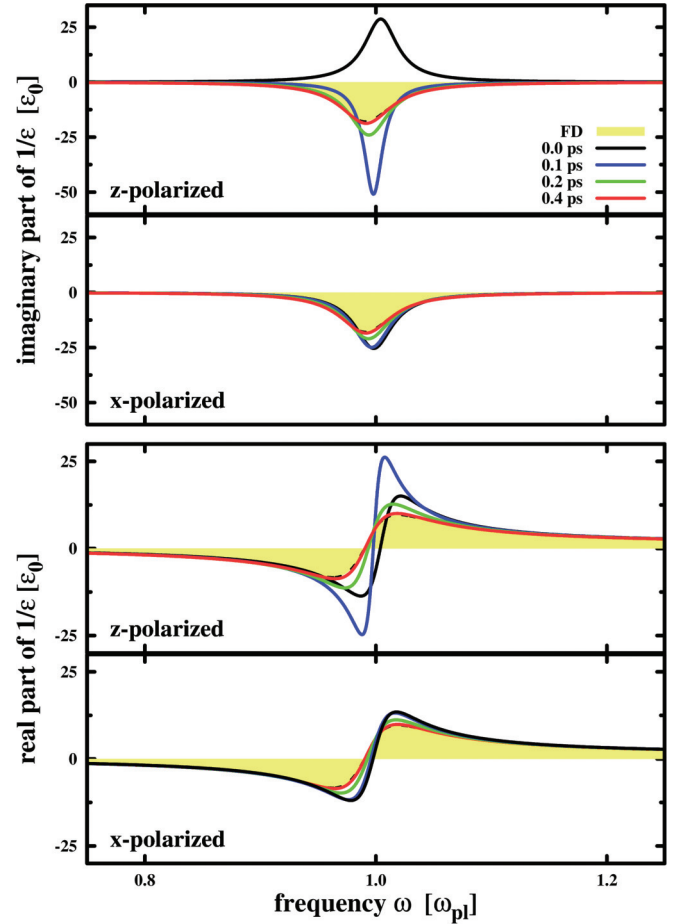 25
0
-25
-50
z-polarized
FD
0.0 ps
0.1 ps
0.2 ps
0.4 ps
imaginary part of 1/ε [ε0]
25
0
-25
-50
x-polarized
25
0
-25
z-polarized
real part of 1/ε [ε0]
25
0
-25
x-polarized
0.8 1.0 1.2
frequency ω [ωpl]